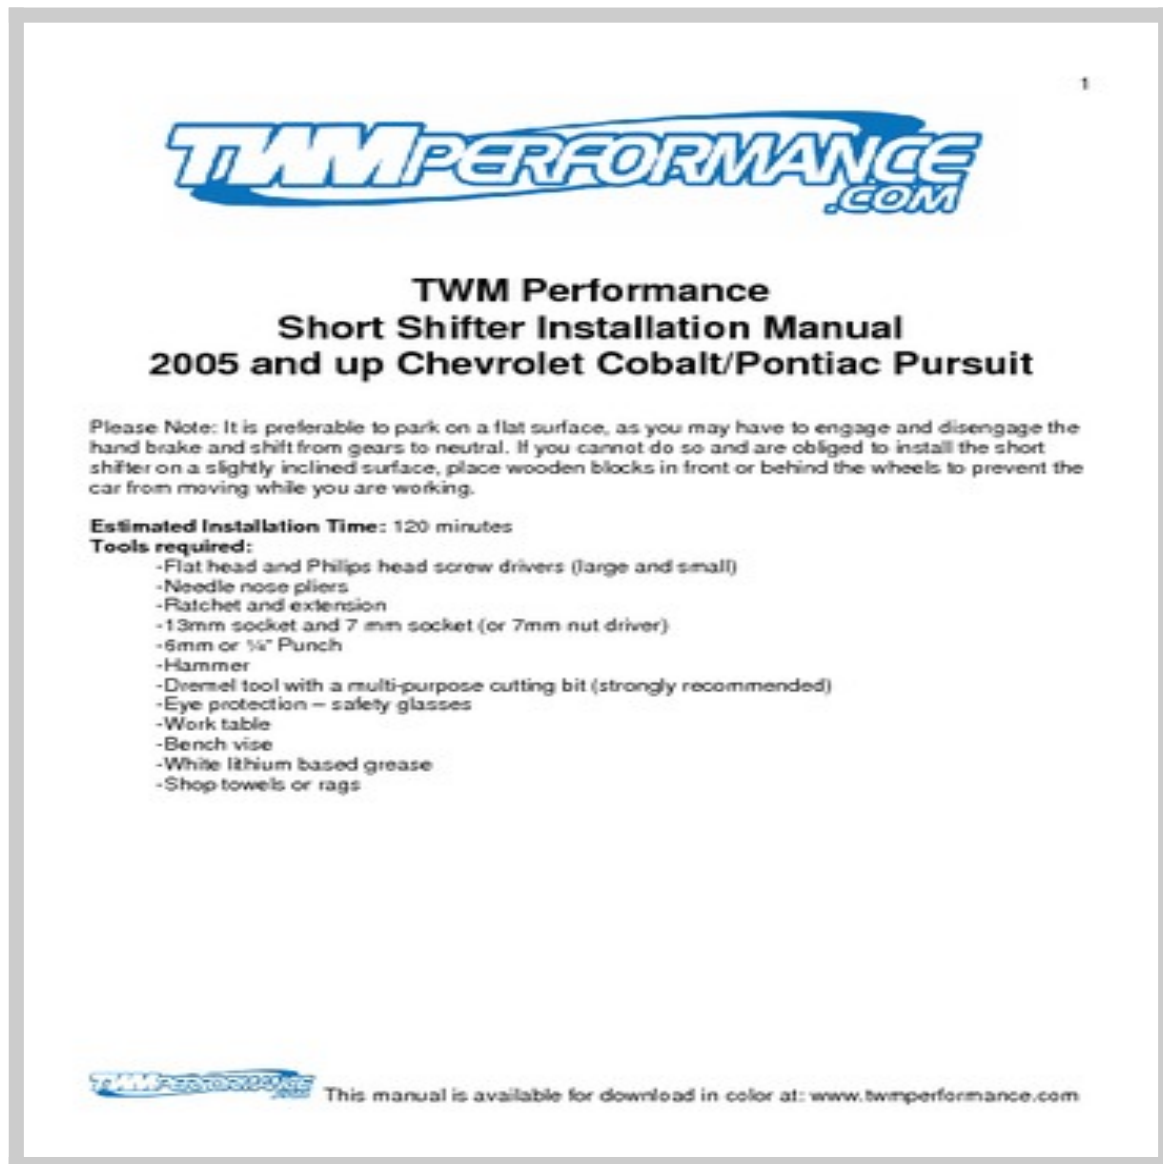 1
TWMPERFORMANCE
.COM
TWM Performance
Short Shifter Installation Manual
2005 and up Chevrolet Cobalt/Pontiac Pursuit
Please Note: It is preferable to park on a flat surface, as you may have to engage and disengage the
hand brake and shift from gears to neutral. If you cannot do so and are obliged to install the short
shifter on a slightly inclined surface, place wooden blocks in front or behind the wheels to prevent the
car from moving while you are working.
Estimated Installation Time: 120 minutes
Tools required:
-Flat head and Philips head screw drivers (large and small)
-Needle nose pliers
-Ratchet and extension
-13mm socket and 7 mm socket (or 7mm nut driver)
-6mm or Punch
-Hammer
-Dremel tool with a multi-purpose cutting bit (strongly recommended)
-Eye protection – safety glasses
-Work table
-Bench vise
-White lithium based grease
-Shop towels or rags
TWMPERFORMANCE
.COM
This manual is available for download in color at: www.twmperformance.com